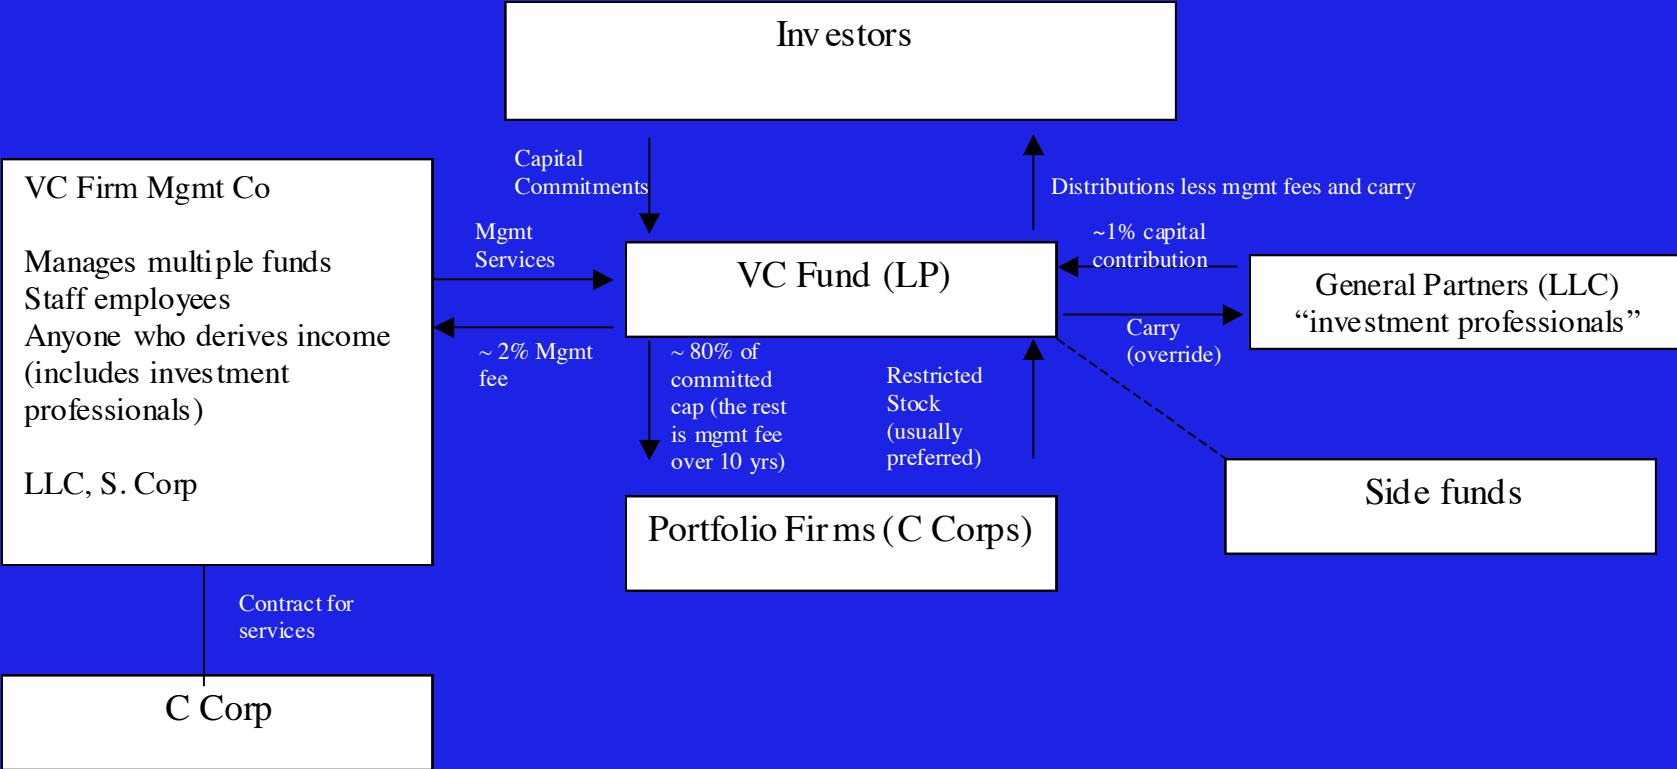 Investors
Capital
Commitments
Distributions less mgmt fees and carry
VC Firm Mgmt Co
Manages multiple funds
Staff employees
Anyone who derives income
(includes investment
professionals)
LLC, S. Corp
Mgmt
Services
~ 2% Mgmt
fee
VC Fund (LP)
~1% capital
contribution
Carry
(override)
General Partners (LLC)
“investment professionals”
~ 80% of
committed
cap (the rest
is mgmt fee
over 10 yrs)
Restricted
Stock
(usually
preferred)
Side funds
Portfolio Firms (C Corps)
Contract for
services
C Corp